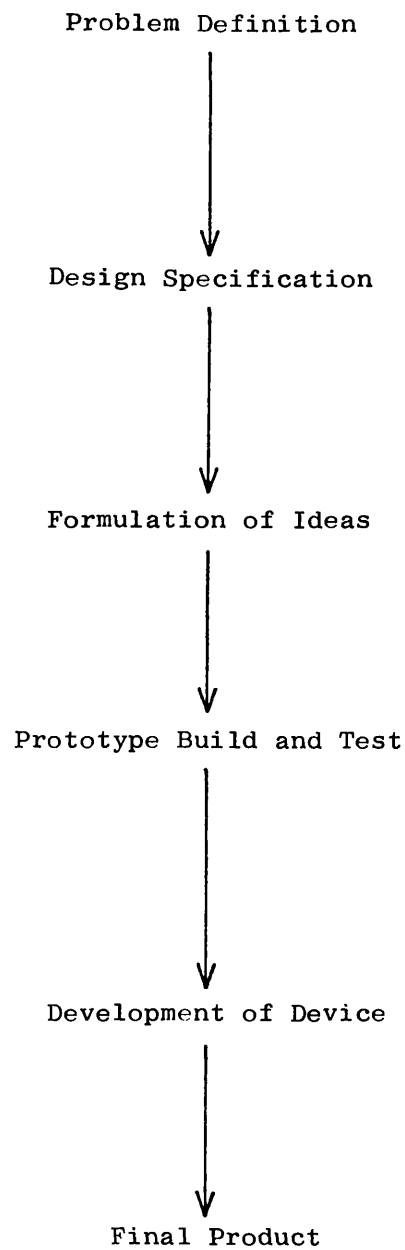 Problem Definition
Design Specification
Formulation of Ideas
Prototype Build and Test
Development of Device
Final Product